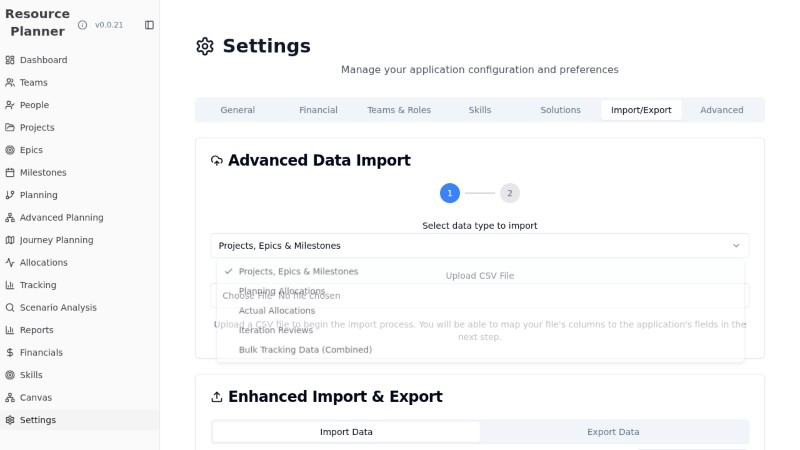 Resource
Planner
v0.0.21
Dashboard
Teams
People
Projects
Epics
Milestones
Planning
Advanced Planning
Journey Planning
Allocations
Tracking
Scenario Analysis
Reports
Financials
Skills
Canvas
Settings
Settings
Manage your application configuration and preferences
General
Financial
Teams & Roles
Skills
Solutions
Import/Export
Advanced
Advanced Data Import
1
2
Select data type to import
Projects, Epics & Milestones
Projects, Epics & Milestones
Upload CSV File
Planning Allocations
Choose File No file chosen
Actual Allocations
Upload a CSV file to begin the import process. You will be able to map your file's columns to the application's fields in the
next step.
Iteration Reviews
Bulk Tracking Data (Combined)
Enhanced Import & Export
Import Data
Export Data